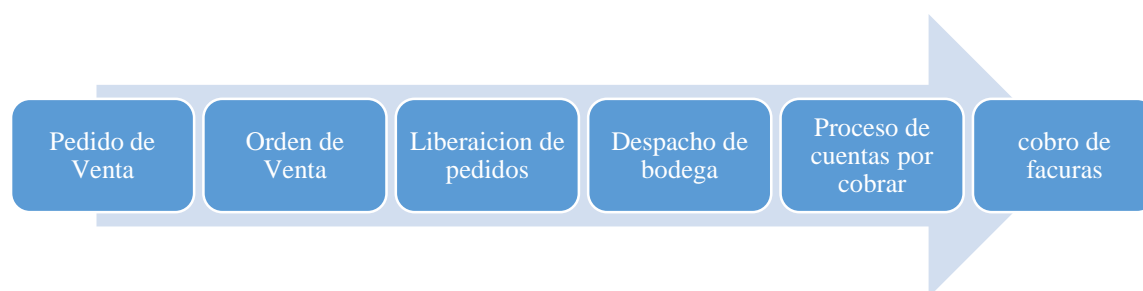 Pedido de
Venta
Orden de
Venta
Liberaicion de
pedidos
Despacho de
bodega
Proceso de
cuentas por
cobrar
cobro de
facuras